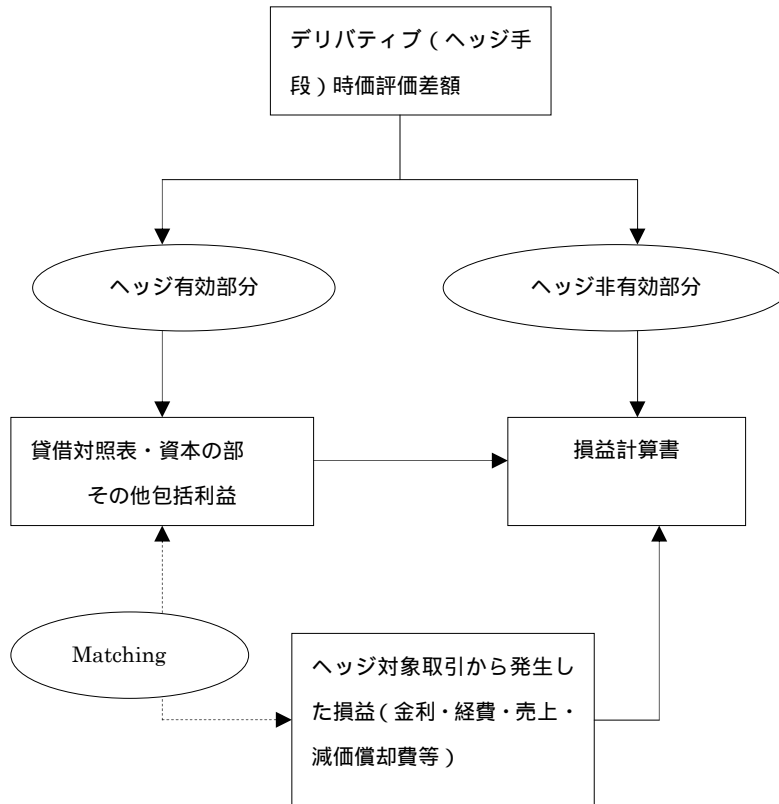 デリバティブ（ヘッジ手
段）時価評価差額
ヘッジ有効部分
ヘッジ非有効部分
貸借対照表・資本の部
その他包括利益
損益計算書
Matching
ヘッジ対象取引から発生し
た損益（金利・経費・売上・
減価償却費等）